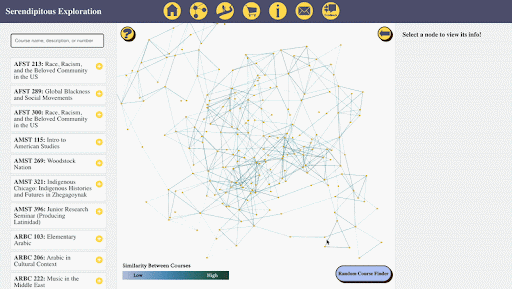 Serendipitous Exploration
Course name, description, or number
Select a node to view its info!
AFST 213: Race, Racism,
and the Beloved Community
in the US
AFST 289: Global Blackness
and Social Movements
AFST 300: Race, Racism,
and the Beloved Community
in the US
AMST 115: Intro to
American Studies
AMST 269: Woodstock
Nation
AMST 321: Indigenous
Chicago: Indigenous Histories
and Futures in Zhegagoynak
AMST 396: Junior Research
Seminar (Producing
Latinidad)
ARBC 103: Elementary
Arabic
ARBC 206: Arabic in
Cultural Context
ARBC 222: Music in the
Middle East
Similarity Between Courses
Low High
Random Course Finder